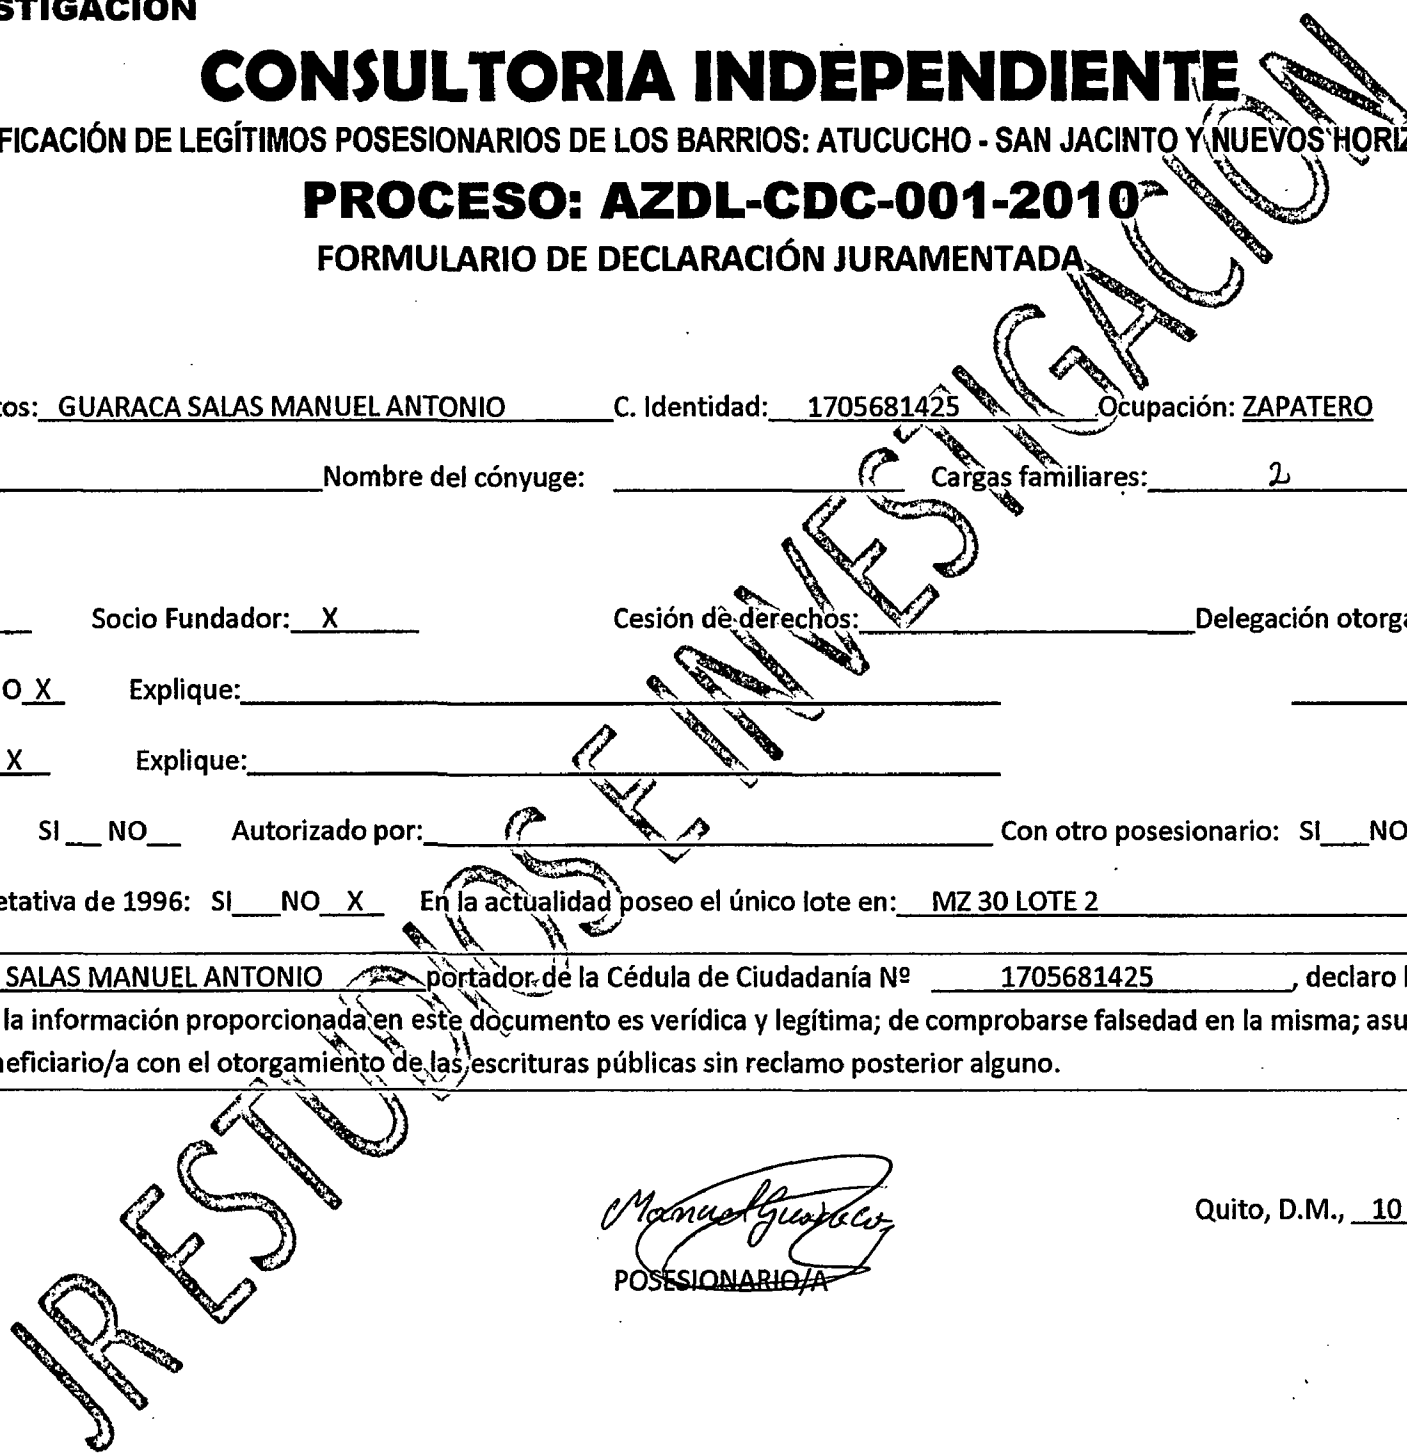 STIGACIÓN
CONSULTORIA INDEPENDIENTE
FICACIÓN DE LEGÍTIMOS POSESIONARIOS DE LOS BARRIOS: ATUCUCHO - SAN JACINTO Y NUEVOS HORIZ
PROCESO: AZDL-CDC-001-2010
FORMULARIO DE DECLARACIÓN JURAMENTADA
tos: GUARACA SALAS MANUEL ANTONIO C. Identidad: 1705681425 Ocupación: ZAPATERO
Nombre del cónyuge: Cargas familiares: 2
Socio Fundador: X Cesión de derechos: Delegación otorga
O X Explique:
X Explique:
SI NO Autorizado por: Con otro posesionario: SI NO
etativa de 1996: SI NO X En la actualidad poseo el único lote en: MZ 30 LOTE 2
SALAS MANUEL ANTONIO portador de la Cédula de Ciudadanía Nº 1705681425, declaro
la información proporcionada en este documento es verídica y legítima; de comprobarse falsedad en la misma; asu
neficiario/a con el otorgamiento de las escrituras públicas sin reclamo posterior alguno.
Manuel Guaraca
Quito, D.M., 10
POSESIONARIO/A
JR ESTUDIOS E INVESTIGACION